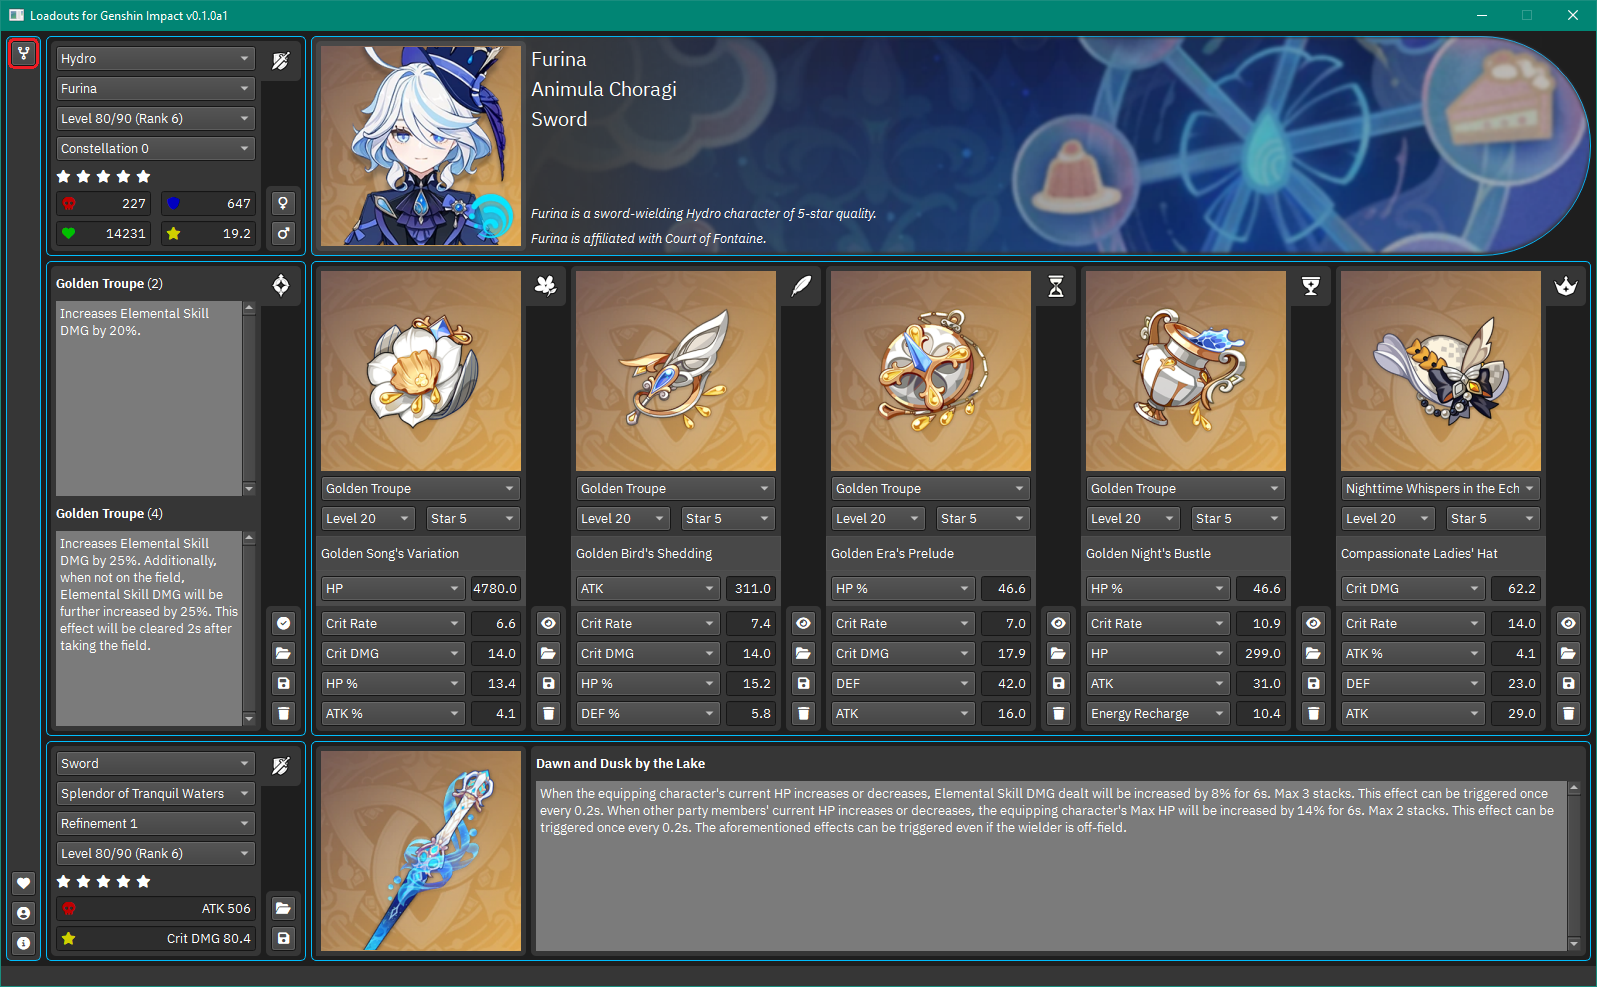 Loadouts for Genshin Impact v0.1.0a1
Hydro
Furina
Level 80/90 (Rank 6)
Constellation 0
227
647
14231
19.2
Furina
Animula Choragi
Sword
Furina is a sword-wielding Hydro character of 5-star quality.
Furina is affiliated with Court of Fontaine.
Golden Troupe (2)
Increases Elemental Skill
DMG by 20%.
Golden Troupe (4)
Increases Elemental Skill
DMG by 25%. Additionally,
when not on the field,
Elemental Skill DMG will be
further increased by 25%. This
effect will be cleared 2s after
taking the field.
Golden Troupe
Level 20
Star 5
Golden Song's Variation
HP
4780.0
Crit Rate
6.6
Crit DMG
14.0
HP %
13.4
ATK %
4.1
Golden Troupe
Level 20
Star 5
Golden Bird's Shedding
ATK
311.0
Crit Rate
7.4
Crit DMG
14.0
HP %
15.2
DEF %
5.8
Golden Troupe
Level 20
Star 5
Golden Era's Prelude
HP %
46.6
Crit Rate
7.0
Crit DMG
17.9
DEF
42.0
ATK
16.0
Golden Troupe
Level 20
Star 5
Golden Night's Bustle
HP %
46.6
Crit Rate
10.9
HP
299.0
ATK
31.0
Energy Recharge
10.4
Nighttime Whispers in the Ech
Level 20
Star 5
Compassionate Ladies' Hat
Crit DMG
62.2
Crit Rate
14.0
ATK %
4.1
DEF
23.0
ATK
29.0
Sword
Splendor of Tranquil Waters
Refinement 1
Level 80/90 (Rank 6)
ATK 506
Crit DMG 80.4
Dawn and Dusk by the Lake
When the equipping character's current HP increases or decreases, Elemental Skill DMG dealt will be increased by 8% for 6s. Max 3 stacks. This effect can be triggered once
every 0.2s. When other party members' current HP increases or decreases, the equipping character's Max HP will be increased by 14% for 6s. Max 2 stacks. This effect can be
triggered once every 0.2s. The aforementioned effects can be triggered even if the wielder is off-field.